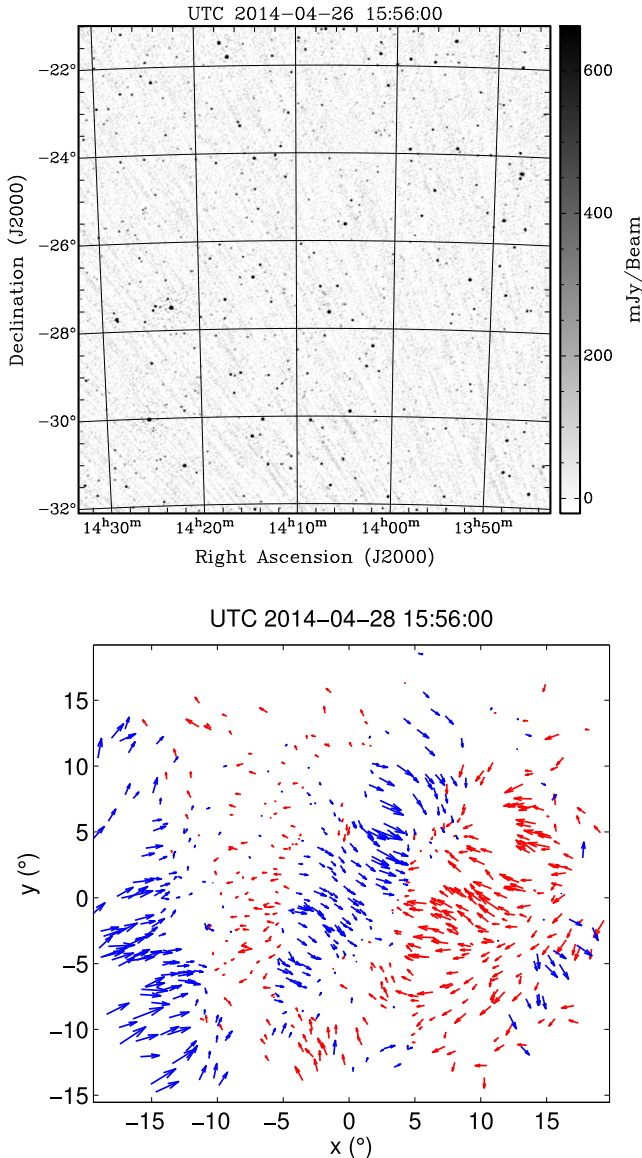 UTC 2014−04−26 15:56:00
−22°
−24°
−26°
−28°
−30°
−32°
Declination (J2000)
14ʰ30ᵐ 14ʰ20ᵐ 14ʰ10ᵐ 14ʰ00ᵐ 13ʰ50ᵐ
Right Ascension (J2000)
600
400
200
0
mJy/Beam
UTC 2014−04−28 15:56:00
15
10
5
0
−5
−10
−15
y (°)
−15 −10 −5 0 5 10 15
x (°)